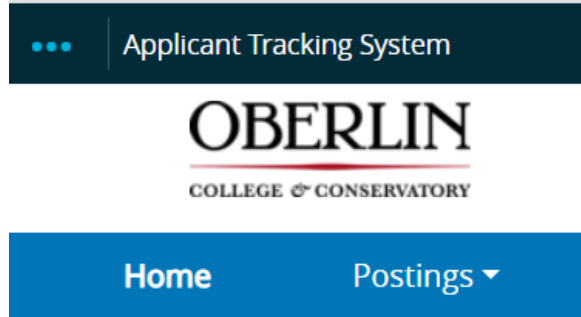 Applicant Tracking System
OBERLIN
COLLEGE & CONSERVATORY
Home Postings